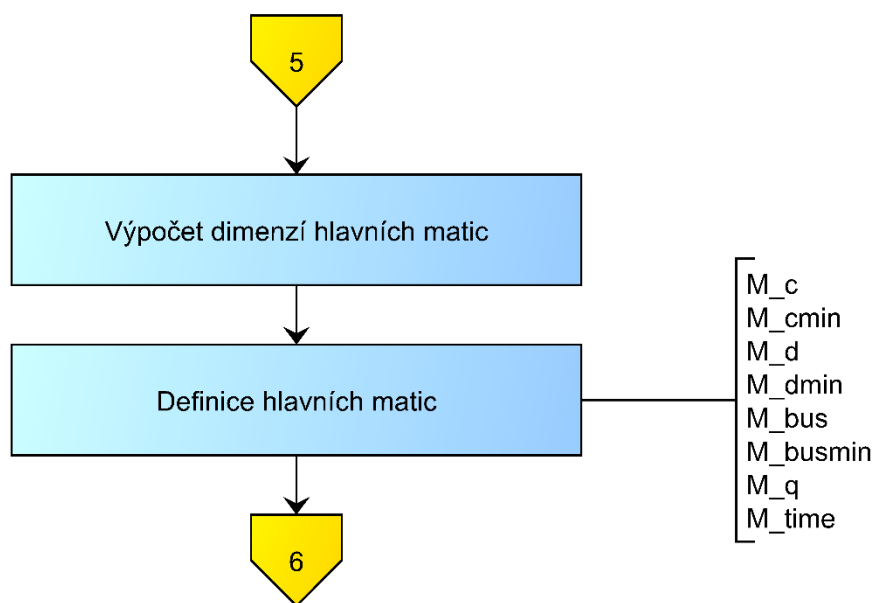 5
Výpočet dimenzí hlavních matic
Definice hlavních matic
M_c
M_cmin
M_d
M_dmin
M_bus
M_busmin
M_q
M_time
6